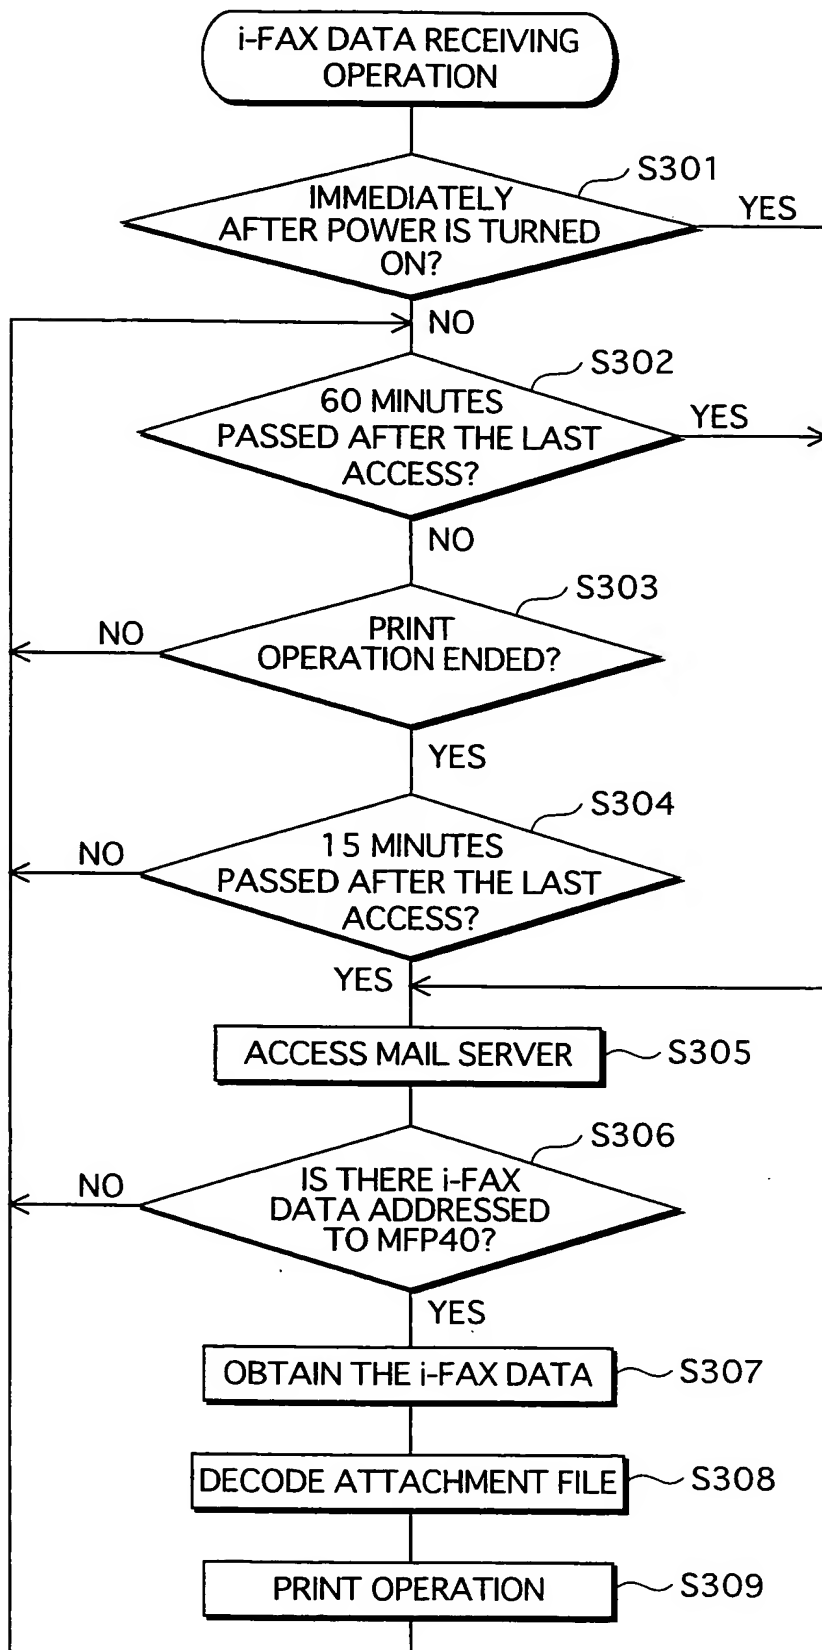 i-FAX DATA RECEIVING
OPERATION
S301
IMMEDIATELY
AFTER POWER IS TURNED
ON?
YES
NO
S302
60 MINUTES
PASSED AFTER THE LAST
ACCESS?
YES
NO
S303
PRINT
OPERATION ENDED?
NO
YES
S304
15 MINUTES
PASSED AFTER THE LAST
ACCESS?
NO
YES
ACCESS MAIL SERVER
S305
S306
IS THERE i-FAX
DATA ADDRESSED
TO MFP40?
NO
YES
OBTAIN THE i-FAX DATA
S307
DECODE ATTACHMENT FILE
S308
PRINT OPERATION
S309